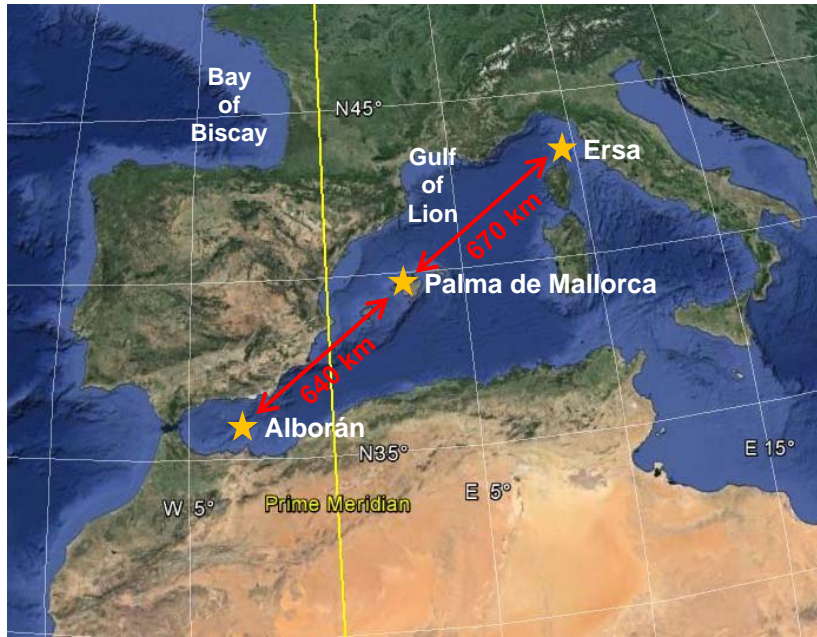 Bay
of
Biscay
N45°
Gulf
of
Lion
Ersa
670 km
Palma de Mallorca
640 km
Alborán
N35°
E 15°
W 5°
Prime Meridian
E 5°